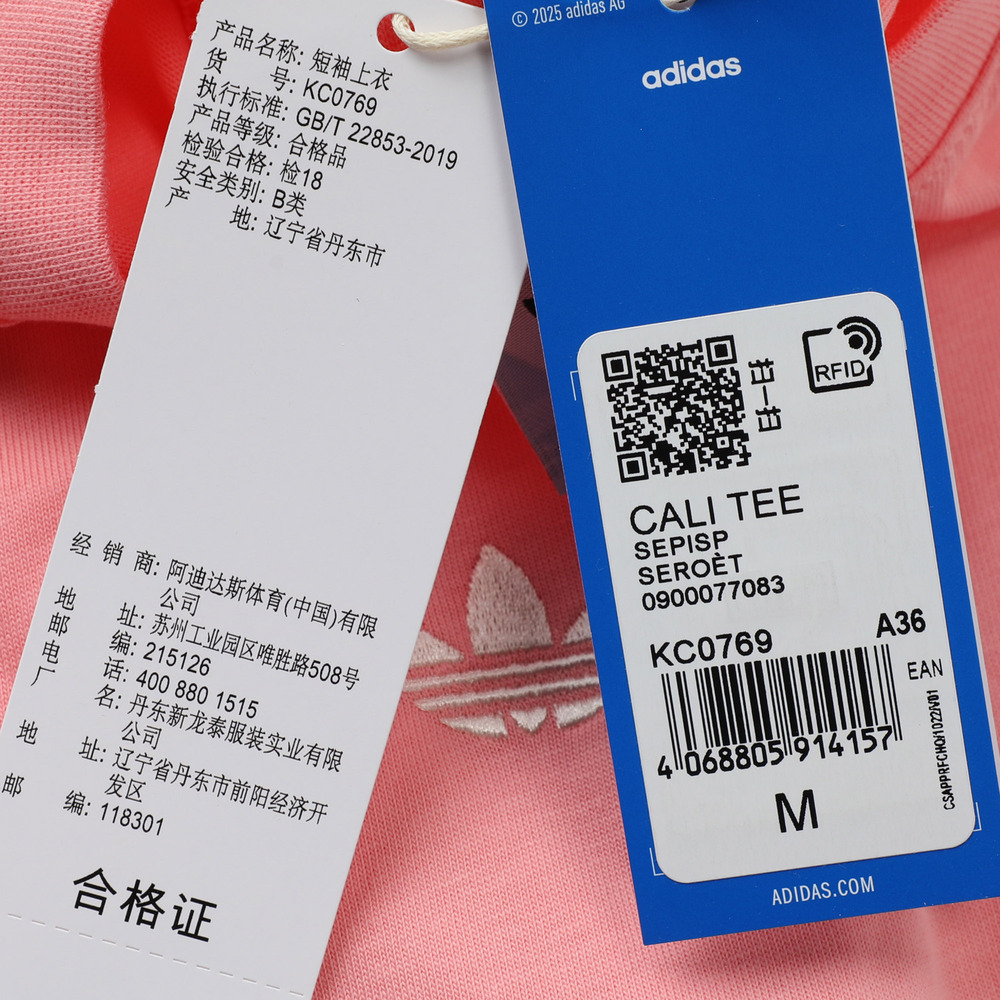 产品名称: 短袖上衣
货 号: KC0769
执行标准: GB/T 22853-2019
产品等级: 合格品
检验合格: 检18
安全类别: B类
产 地: 辽宁省丹东市
经 销 商: 阿迪达斯体育(中国)有限
公司
地 址: 苏州工业园区唯胜路508号
邮 编: 215126
电 话: 400 880 1515
厂 名: 丹东新龙泰服装实业有限
公司
地 址: 辽宁省丹东市前阳经济开
发区
邮 编: 118301
合格证
© 2025 adidas AG
adidas
RFID
CALI TEE
SEPISP
SEROÈT
0900077083
KC0769
A36
EAN
4 068805 914157
CSAPPRFCHQ/1022/V01
M
ADIDAS.COM